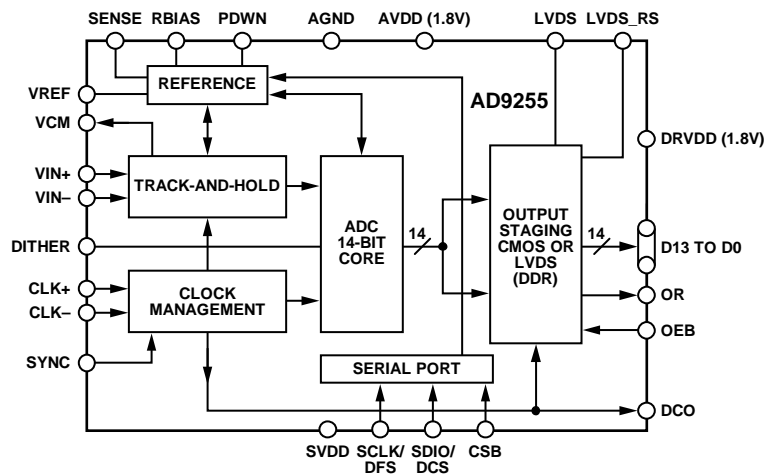 SENSE RBIAS PDWN AGND AVDD (1.8V) LVDS LVDS_RS
REFERENCE
AD9255
VREF
VCM
DRVDD (1.8V)
VIN+
VIN–
TRACK-AND-HOLD
ADC
14-BIT
CORE
14
OUTPUT
STAGING
CMOS OR
LVDS
(DDR)
14
D13 TO D0
DITHER
CLK+
CLK–
CLOCK
MANAGEMENT
OR
OEB
SYNC
SERIAL PORT
DCO
SVDD SCLK/ SDIO/ CSB
DFS DCS